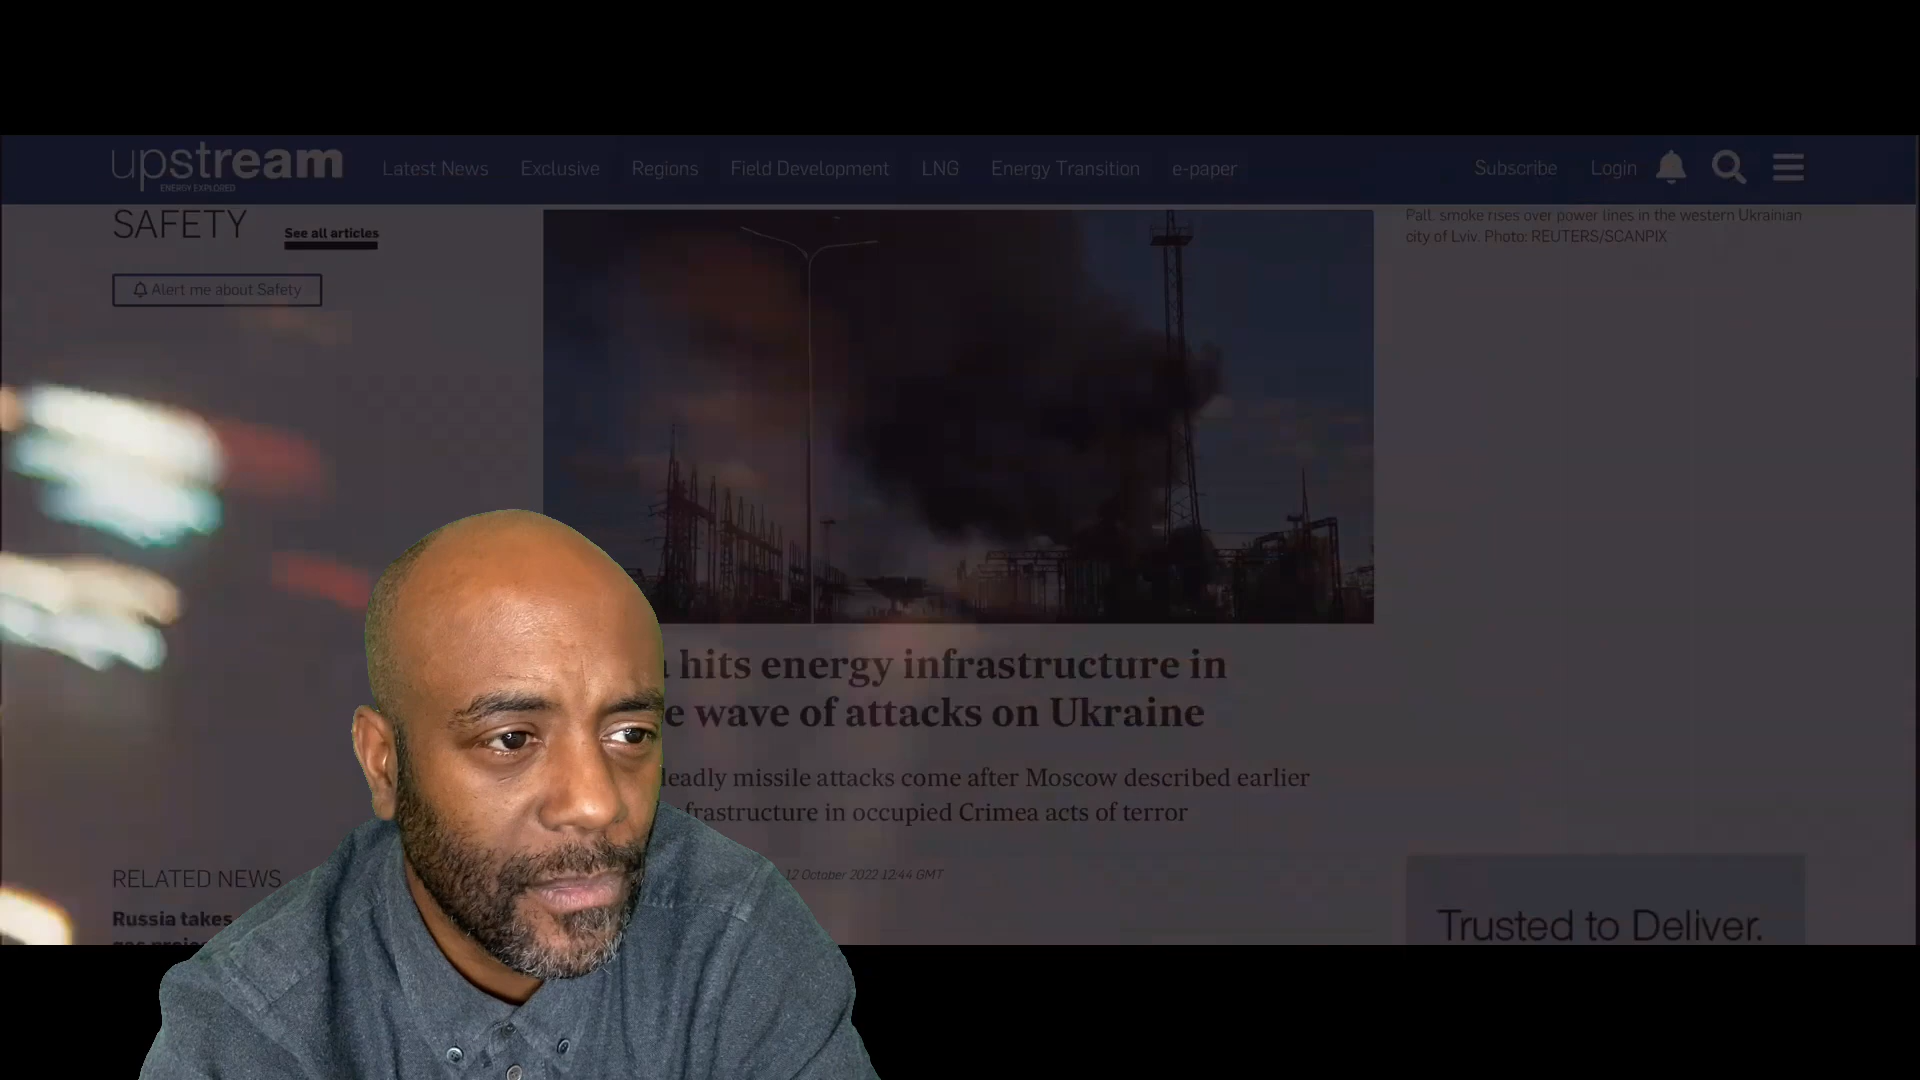 upstream
ENERGY EXPLORED
Latest News
Exclusive
Regions
Field Development
LNG
Energy Transition
e-paper
Subscribe
Login
SAFETY
See all articles
Alert me about Safety
Pall: smoke rises over power lines in the western Ukrainian
city of Lviv. Photo: REUTERS/SCANPIX
hits energy infrastructure in
wave of attacks on Ukraine
missile attacks come after Moscow described earlier
in occupied Crimea acts of terror
12 October 2022 12:44 GMT
RELATED NEWS
Russia takes
Trusted to Deliver.